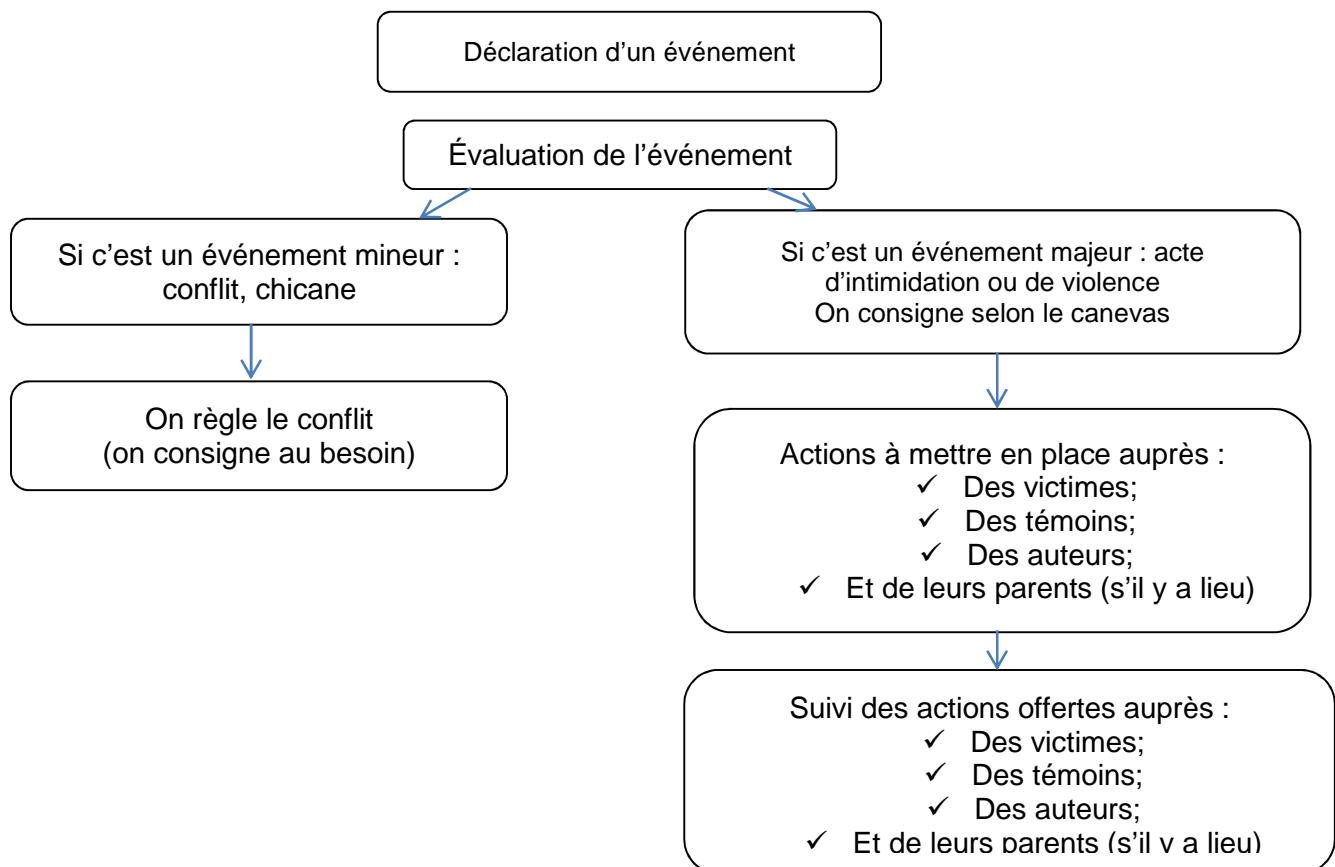 Déclaration d’un événement
Évaluation de l’événement
Si c’est un événement mineur :
conflit, chicane
On règle le conflit
(on consigne au besoin)
Si c’est un événement majeur : acte
d’intimidation ou de violence
On consigne selon le canevas
Actions à mettre en place auprès :
✓ Des victimes;
✓ Des témoins;
✓ Des auteurs;
✓ Et de leurs parents (s’il y a lieu)
Suivi des actions offertes auprès :
✓ Des victimes;
✓ Des témoins;
✓ Des auteurs;
✓ Et de leurs parents (s’il y a lieu)